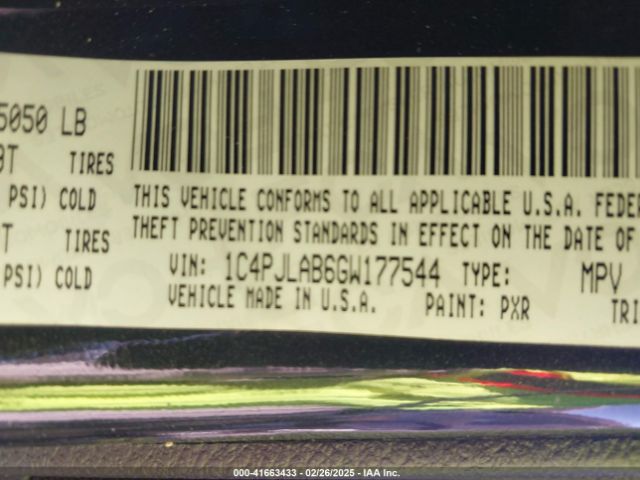 5050 LB
TIRES
PSI) COLD
TIRES
PSI) COLD
THIS VEHICLE CONFORMS TO ALL APPLICABLE U.S.A. FEDER
THEFT PREVENTION STANDARDS IN EFFECT ON THE DATE OF
VIN: 1C4PJLAB6GW177544 TYPE: MPV
VEHICLE MADE IN U.S.A. PAINT: PXR TRI
000-41663433 - 02/26/2025 - IAA Inc.